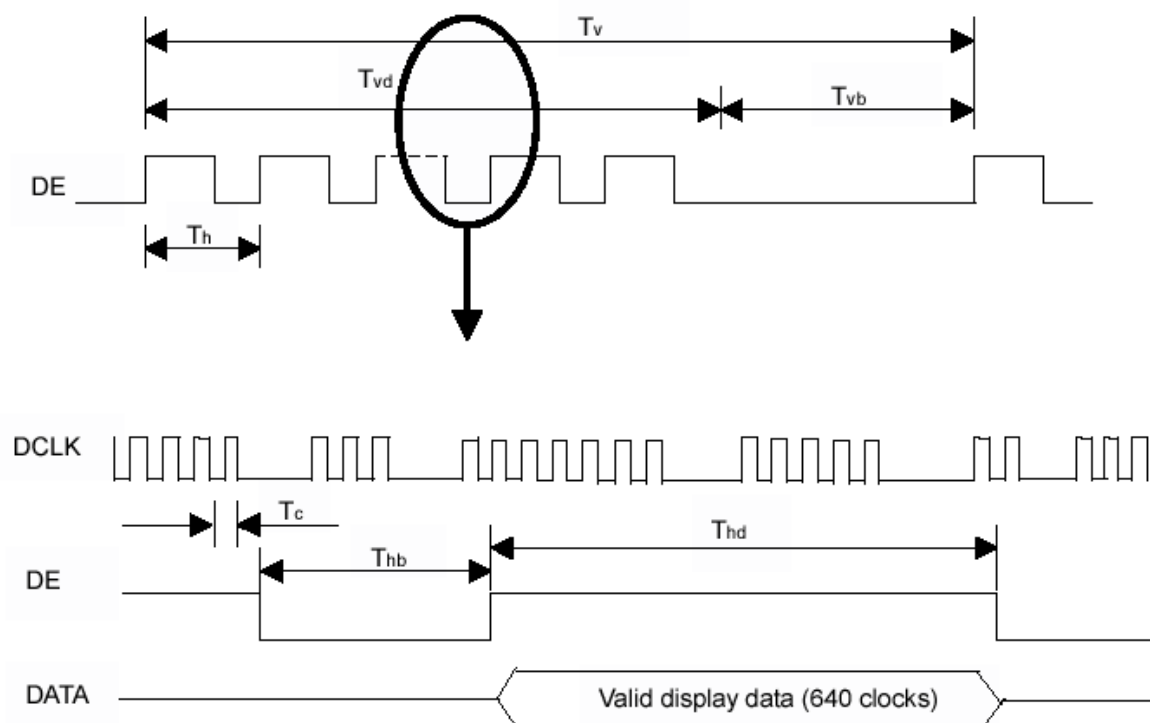 Tv
Tvd
Tvb
DE
Th
DCLK
Tc
Thd
Thb
DE
DATA
Valid display data (640 clocks)